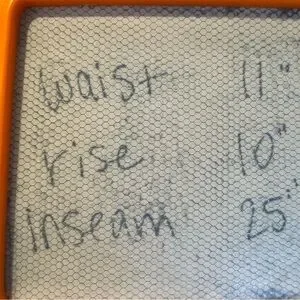 waist 11"
rise 10"
inseam 25"